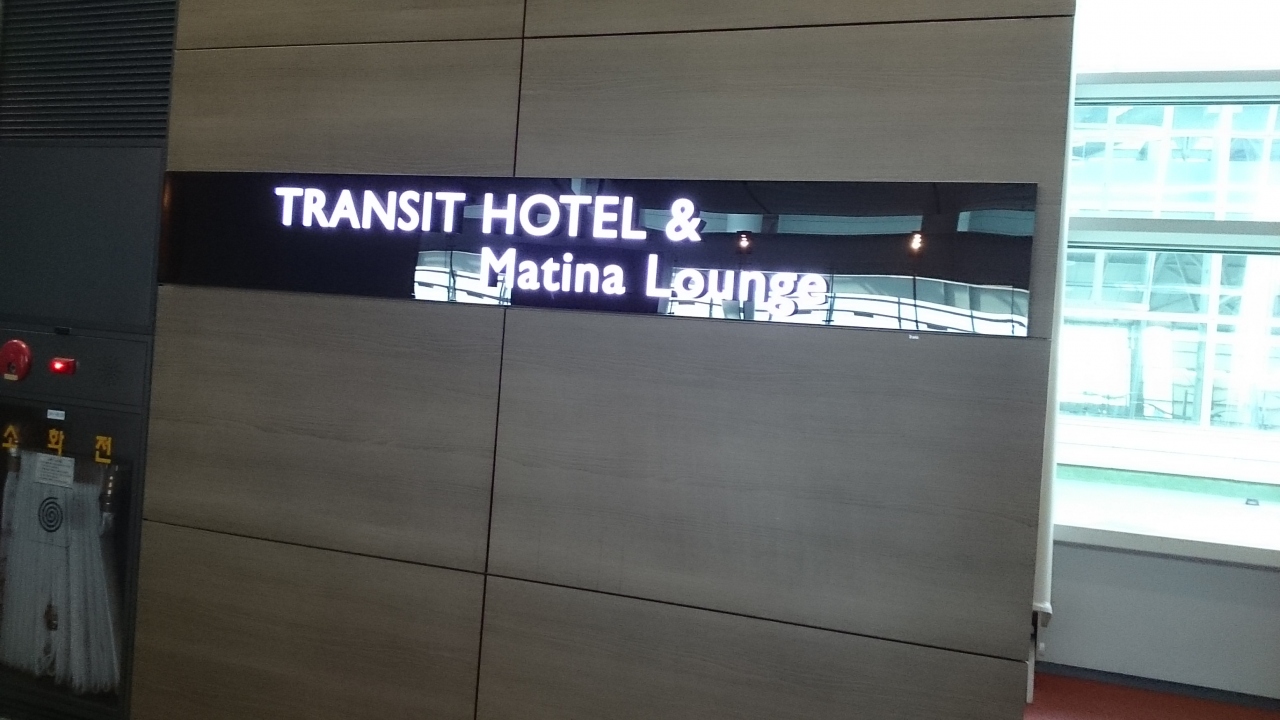 TRANSIT HOTEL &
Matina Lounge
소화전